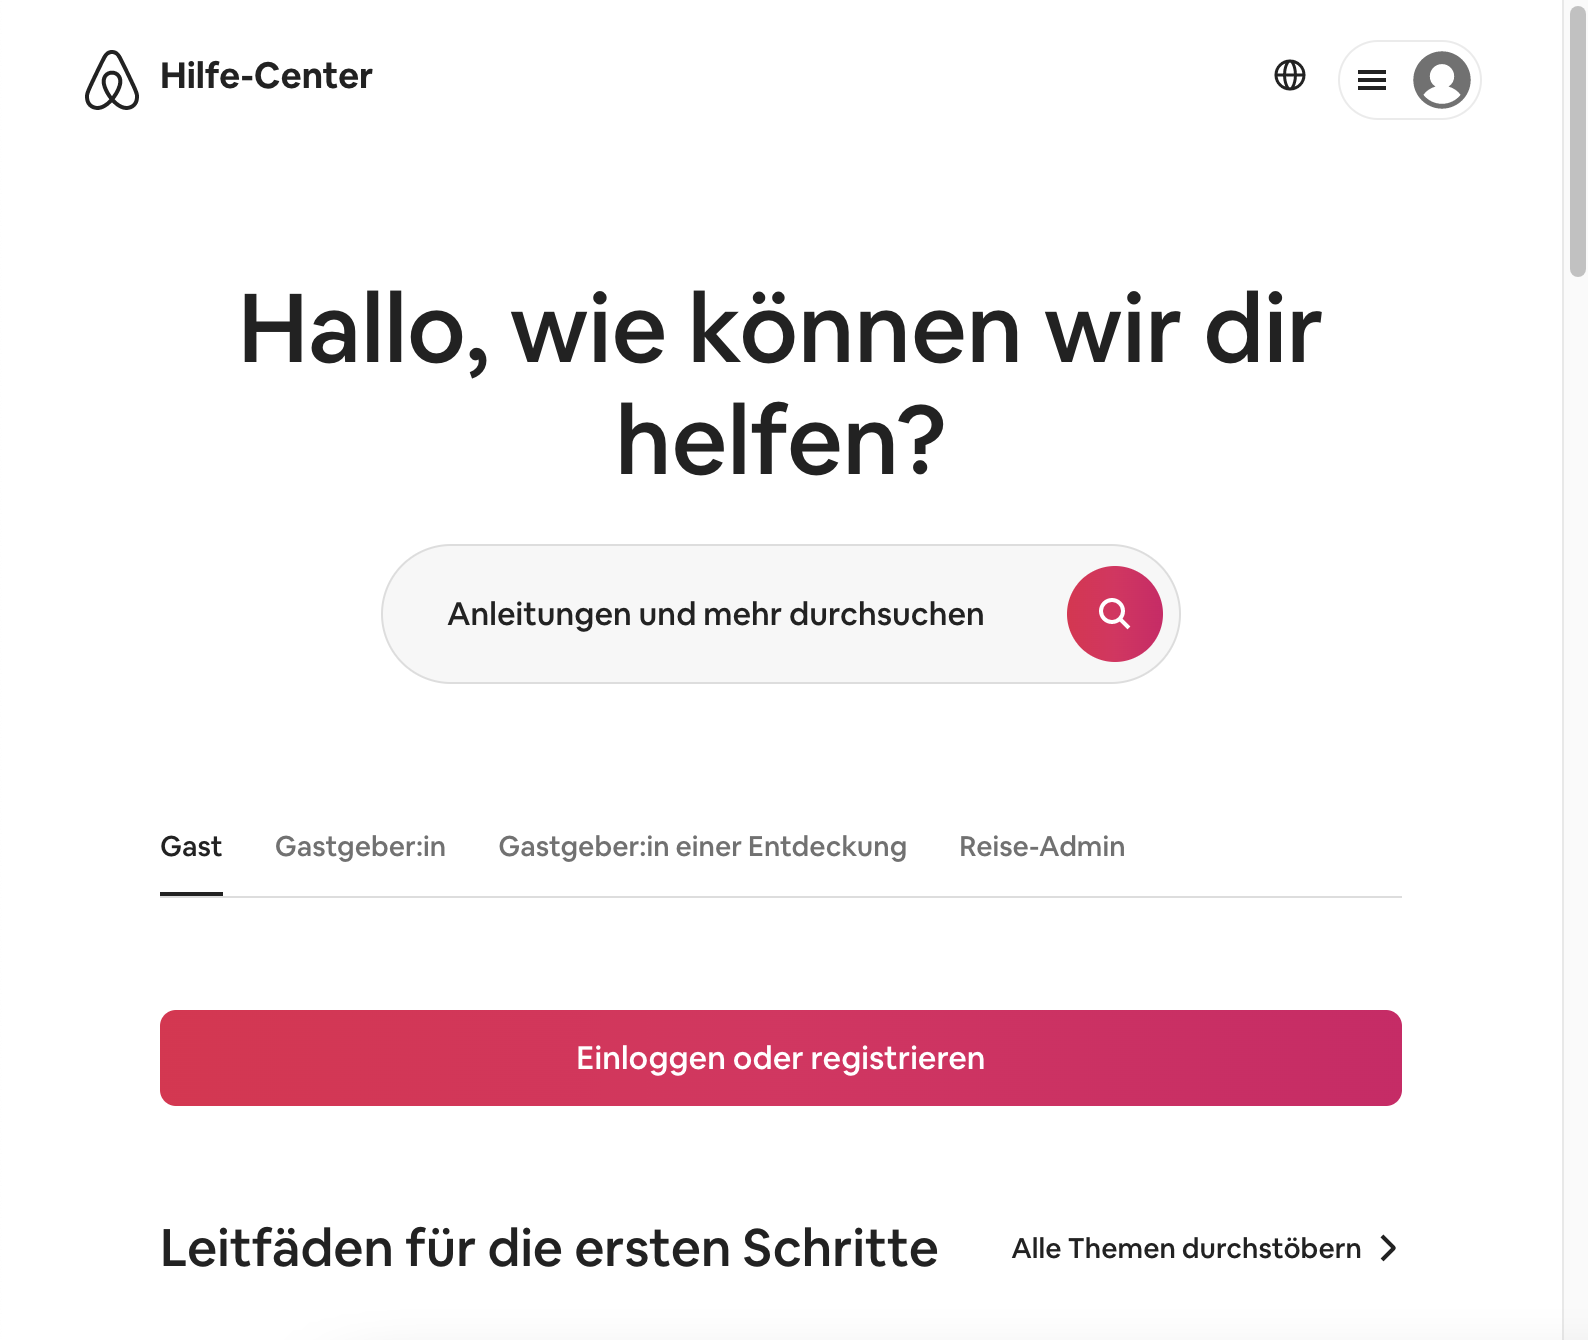 Hilfe-Center
Hallo, wie können wir dir
helfen?
Anleitungen und mehr durchsuchen
Gast
Gastgeber:in
Gastgeber:in einer Entdeckung
Reise-Admin
Einloggen oder registrieren
Leitfäden für die ersten Schritte
Alle Themen durchstöbern